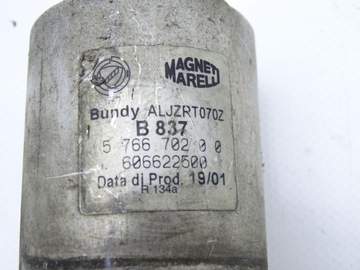 MAGNETI
MARELLI
Bundy ALJZRT070Z
B 837
5 766 702 0 0
606622500
Data di Prod. 19/01
R 134a